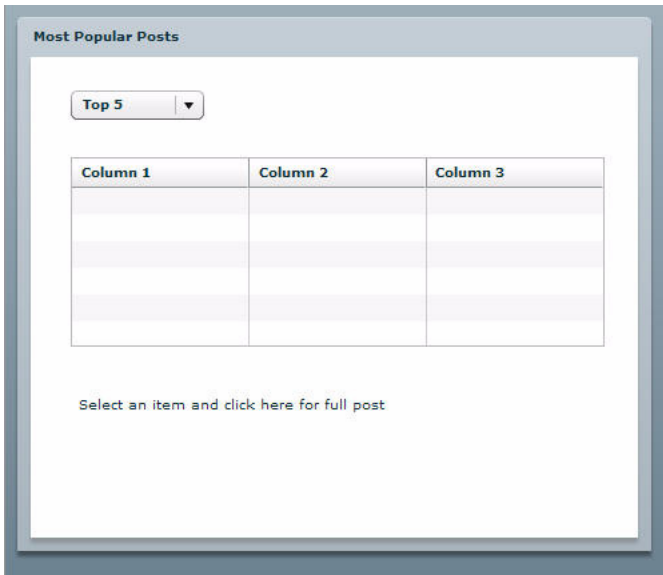 Most Popular Posts
Top 5
Column 1 Column 2 Column 3
Select an item and click here for full post